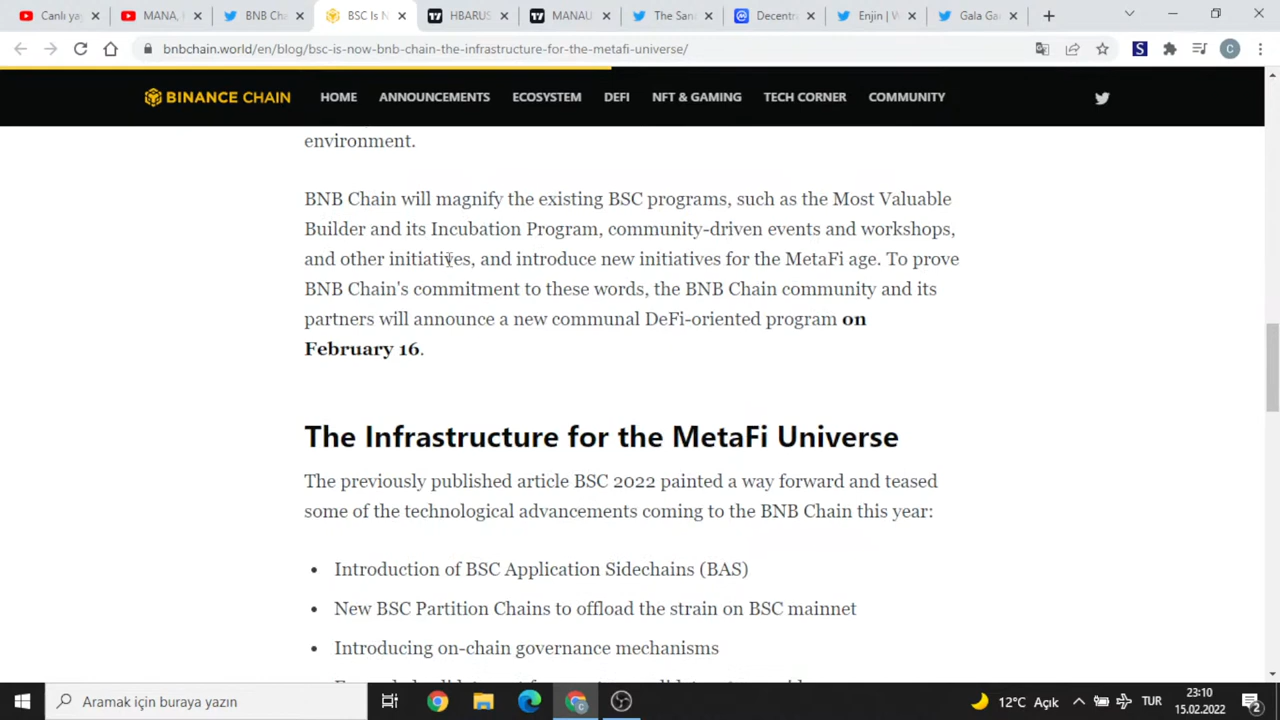 Canlı ya
MANA,
BNB Cha
BSC Is N
HBARUS
MANAU
The San
Decentra
Enjin | W
Gala Ga
bnbchain.world/en/blog/bsc-is-now-bnb-chain-the-infrastructure-for-the-metafi-universe/
S
C
BINANCE CHAIN
HOME
ANNOUNCEMENTS
ECOSYSTEM
DEFI
NFT & GAMING
TECH CORNER
COMMUNITY
environment.
BNB Chain will magnify the existing BSC programs, such as the Most Valuable
Builder and its Incubation Program, community-driven events and workshops,
and other initiatives, and introduce new initiatives for the MetaFi age. To prove
BNB Chain's commitment to these words, the BNB Chain community and its
partners will announce a new communal DeFi-oriented program on
February 16.
The Infrastructure for the MetaFi Universe
The previously published article BSC 2022 painted a way forward and teased
some of the technological advancements coming to the BNB Chain this year:
• Introduction of BSC Application Sidechains (BAS)
• New BSC Partition Chains to offload the strain on BSC mainnet
• Introducing on-chain governance mechanisms
Aramak için buraya yazın
12°C Açık
TUR
23:10
15.02.2022
2